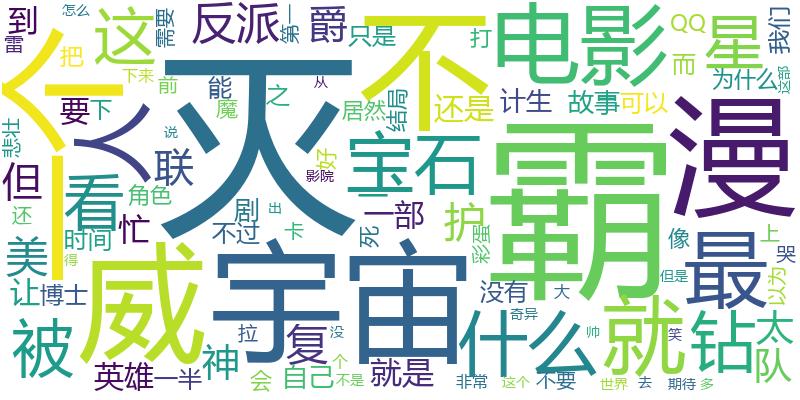 到
雷
怎么
这
需要
反派
第一
爵
只是
不
打
电影
QQ
而
星
我们
为什么
这部
个
把
下来
前
能
之
从
居然
结局
还是
计生
故事
可以
要
下
灭
魔
说
好
影院
悲壮
人
联
宝石
霸
漫
但
看
角色
剧
出
一部
护
还
忙
不过
卡
死
彩蛋
像
上
哭
美
时间
得
威
宇宙
没有
大
最
但是
以为
让
博士
拉
复
没
奇异
帅
笑
被
神
个
就是
什么
就
钻
太
队
英雄
一半
会
自己
不是
非常
这个
不要
世界
去
期待
多